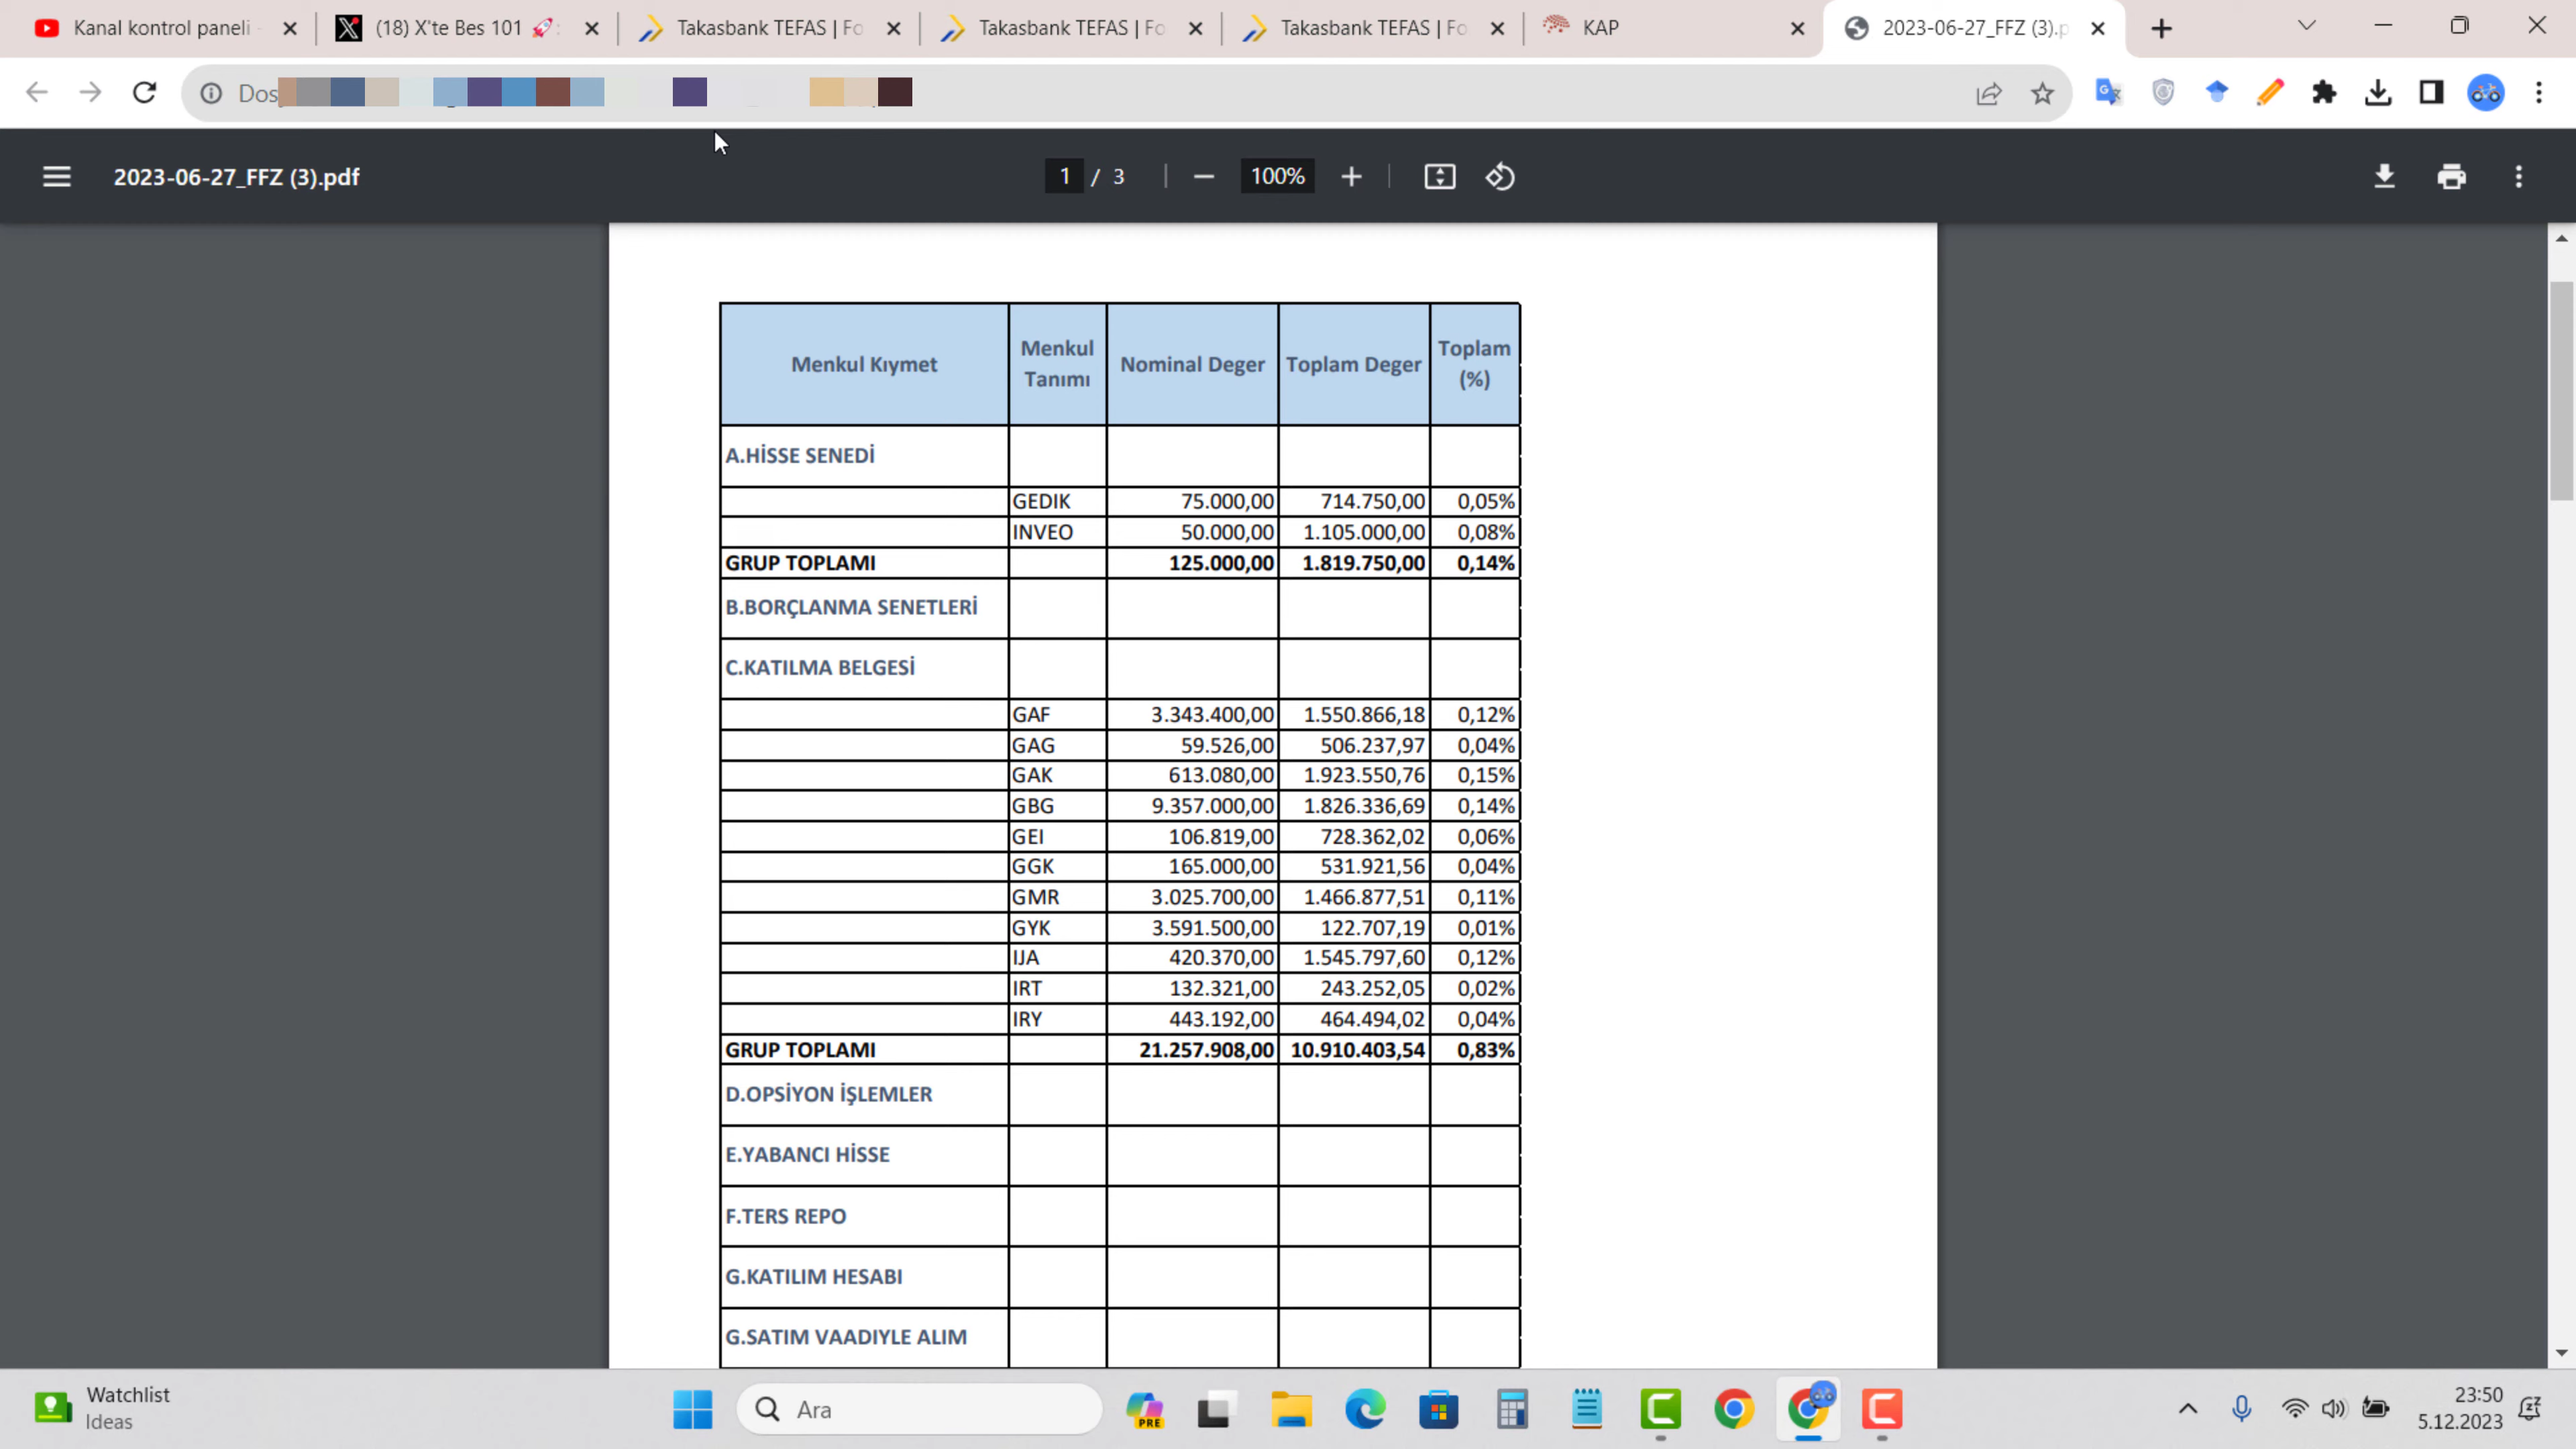 Kanal kontrol paneli
(18) X'te Bes 101 🚀
Takasbank TEFAS | Fo
Takasbank TEFAS | Fo
Takasbank TEFAS | Fo
KAP
2023-06-27_FFZ (3).p
Dos
2023-06-27_FFZ (3).pdf
1 / 3
100%
Menkul Kıymet Menkul Tanımı Nominal Deger Toplam Deger Toplam (%)
A.HİSSE SENEDİ
GEDIK 75.000,00 714.750,00 0,05%
INVEO 50.000,00 1.105.000,00 0,08%
GRUP TOPLAMI 125.000,00 1.819.750,00 0,14%
B.BORÇLANMA SENETLERİ
C.KATILMA BELGESİ
GAF 3.343.400,00 1.550.866,18 0,12%
GAG 59.526,00 506.237,97 0,04%
GAK 613.080,00 1.923.550,76 0,15%
GBG 9.357.000,00 1.826.336,69 0,14%
GEI 106.819,00 728.362,02 0,06%
GGK 165.000,00 531.921,56 0,04%
GMR 3.025.700,00 1.466.877,51 0,11%
GYK 3.591.500,00 122.707,19 0,01%
IJA 420.370,00 1.545.797,60 0,12%
IRT 132.321,00 243.252,05 0,02%
IRY 443.192,00 464.494,02 0,04%
GRUP TOPLAMI 21.257.908,00 10.910.403,54 0,83%
D.OPSİYON İŞLEMLER
E.YABANCI HİSSE
F.TERS REPO
G.KATILIM HESABI
G.SATIM VAADIYLE ALIM
Watchlist
Ideas
Ara
PRE
23:50
5.12.2023